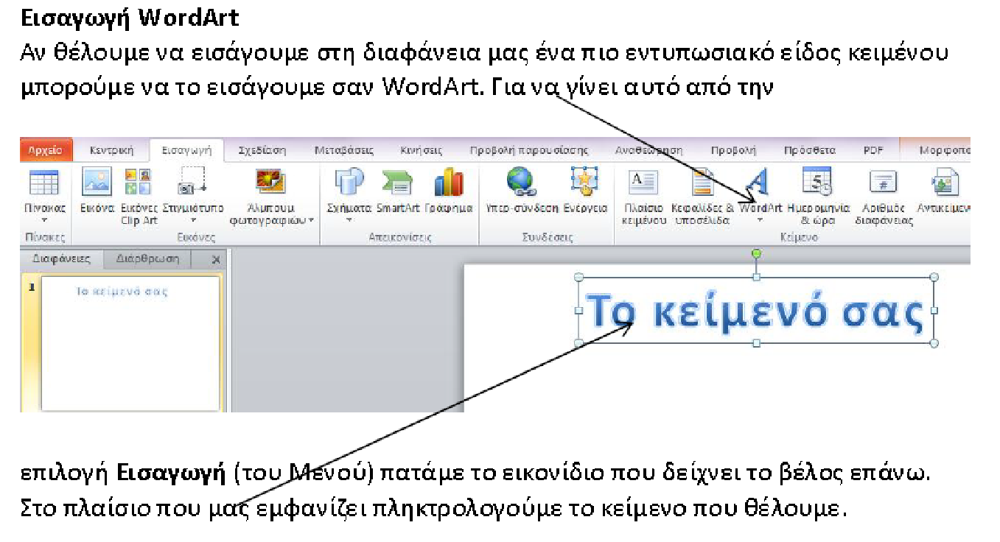 Εισαγωγή WordArt
Αν θέλουμε να εισάγουμε στη διαφάνεια μας ένα πιο εντυπωσιακό είδος κειμένου
μπορούμε να το εισάγουμε σαν WordArt. Για να γίνει αυτό από την
Αρχείο Κεντρική Εισαγωγή Σχεδίαση Μεταβάσεις Κινήσεις Προβολή παρουσίασης Αναθεώρηση Προβολή Πρόσθετα PDF Μορφοπο
Πίνακας Εικόνα Εικόνες Στιγμιότυπο Άλμπουμ Σχήματα SmartArt Γράφημα Υπερ-σύνδεση Ενέργεια Πλαίσιο Κεφαλίδες & WordArt Ημερομηνία Αριθμός Αντικείμεν
Clip Art φωτογραφιών κειμένου υποσέλιδα & ώρα διαφάνειας
Πίνακες Εικόνες Απεικονίσεις Συνδέσεις Κείμενο
Διαφάνειες Διάρθρωση
1 Το κείμενό σας
Το κείμενό σας
επιλογή Εισαγωγή (του Μενού) πατάμε το εικονίδιο που δείχνει το βέλος επάνω.
Στο πλαίσιο που μας εμφανίζει πληκτρολογούμε το κείμενο που θέλουμε.